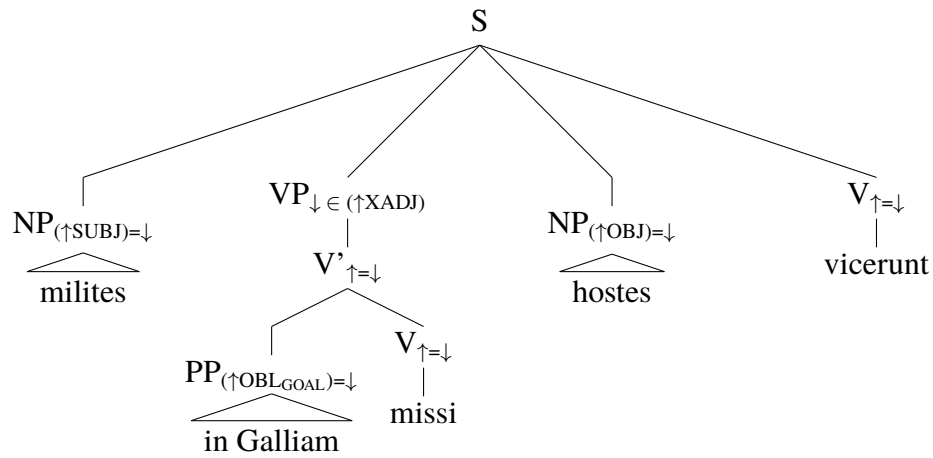 S
NP(↑SUBJ)=↓ VP↓ ∈ (↑XADJ) NP(↑OBJ)=↓ V↑=↓
milites V’↑=↓ hostes vicerunt
PP(↑OBLGOAL)=↓ V↑=↓
in Galliam missi